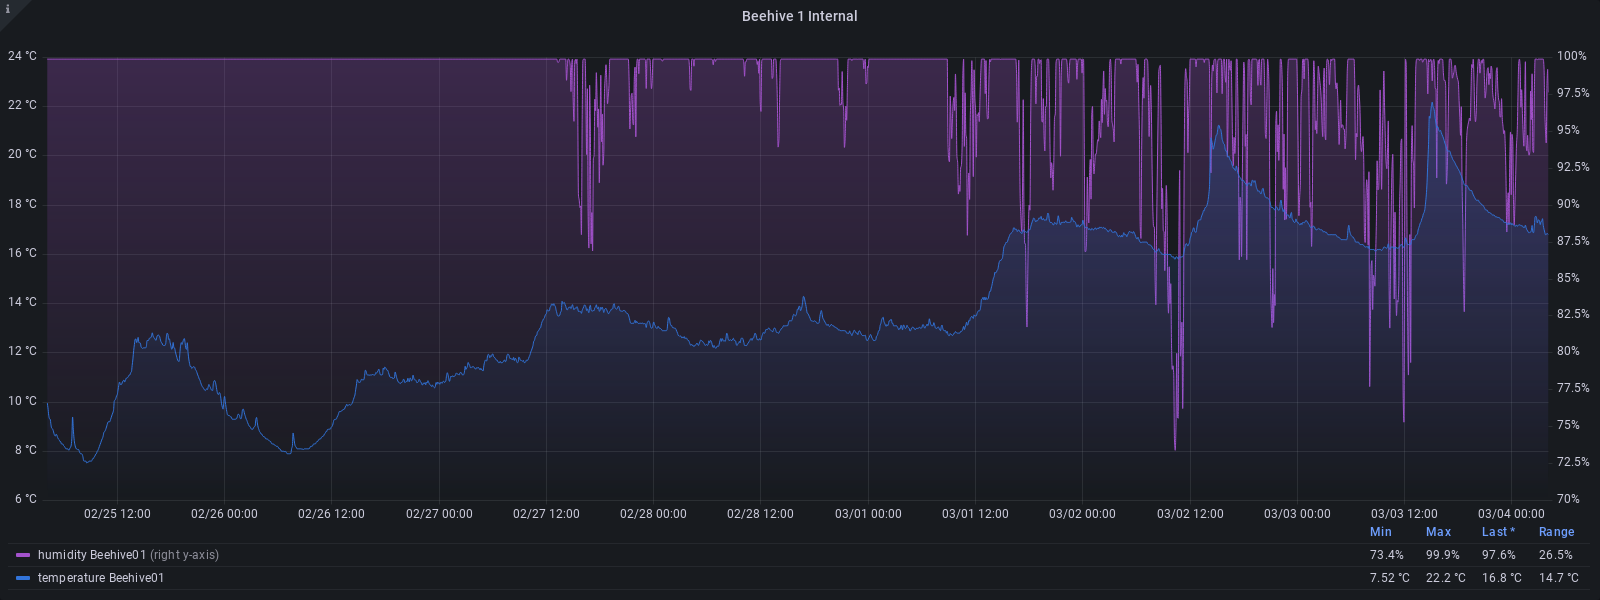 i
Beehive 1 Internal
24 °C 100%
22 °C 97.5%
20 °C 95%
18 °C 92.5%
16 °C 90%
14 °C 87.5%
12 °C 85%
10 °C 82.5%
8 °C 80%
6 °C 77.5%
75%
72.5%
70%
02/25 12:00 02/26 00:00 02/26 12:00 02/27 00:00 02/27 12:00 02/28 00:00 02/28 12:00 03/01 00:00 03/01 12:00 03/02 00:00 03/02 12:00 03/03 00:00 03/03 12:00 03/04 00:00
Min Max Last * Range
humidity Beehive01 (right y-axis) 73.4% 99.9% 97.6% 26.5%
temperature Beehive01 7.52 °C 22.2 °C 16.8 °C 14.7 °C